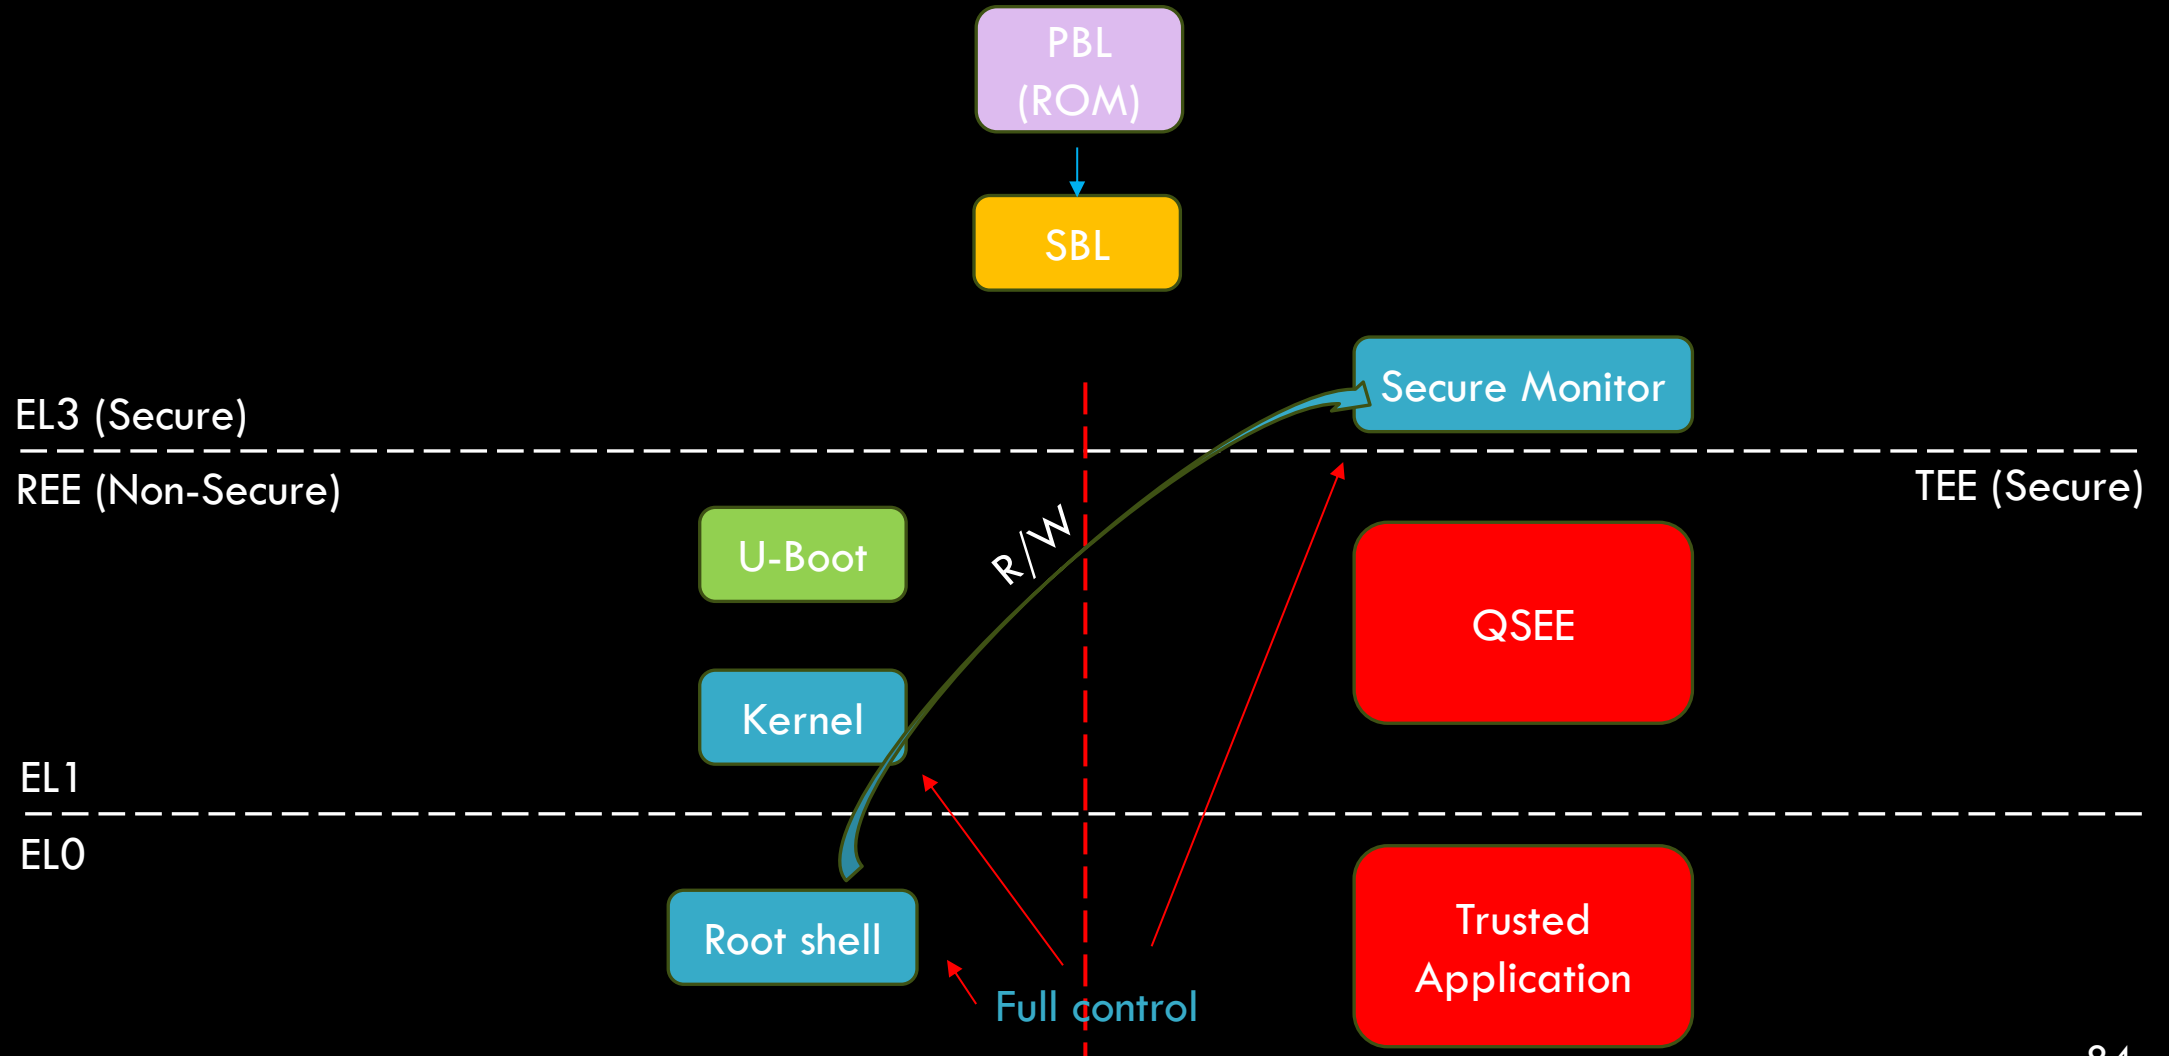 PBL
(ROM)
SBL
Secure Monitor
EL3 (Secure)
REE (Non-Secure)
TEE (Secure)
R/W
U-Boot
QSEE
Kernel
EL1
EL0
Root shell
Trusted
Application
Full control